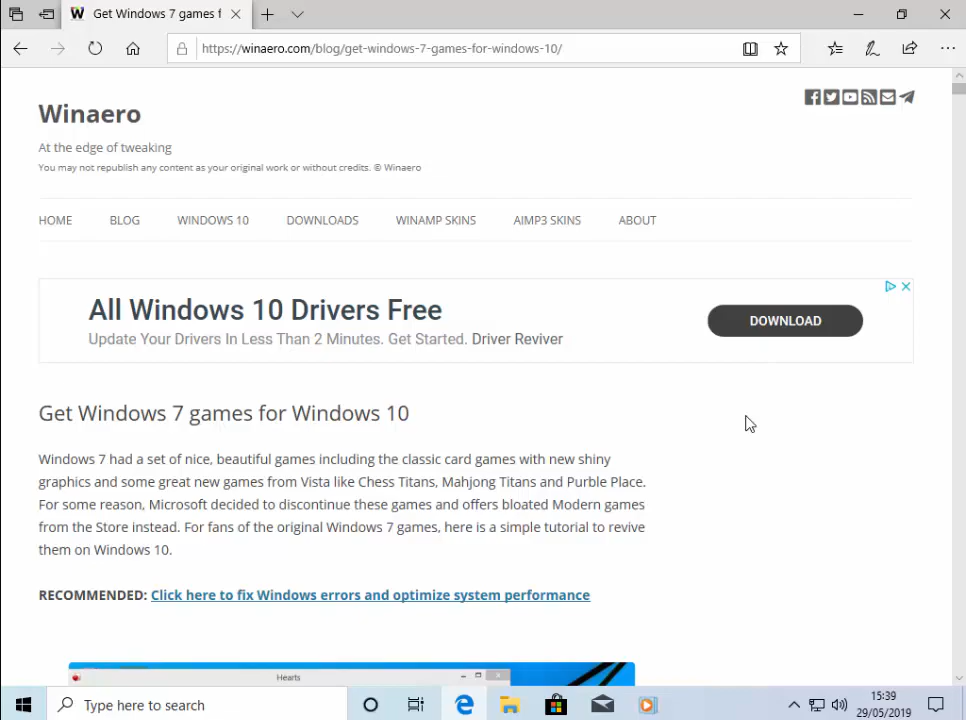 Get Windows 7 games f
https://winaero.com/blog/get-windows-7-games-for-windows-10/
Winaero
At the edge of tweaking
You may not republish any content as your original work or without credits. © Winaero
HOME BLOG WINDOWS 10 DOWNLOADS WINAMP SKINS AIMP3 SKINS ABOUT
All Windows 10 Drivers Free
Update Your Drivers In Less Than 2 Minutes. Get Started. Driver Reviver
DOWNLOAD
Get Windows 7 games for Windows 10
Windows 7 had a set of nice, beautiful games including the classic card games with new shiny
graphics and some great new games from Vista like Chess Titans, Mahjong Titans and Purble Place.
For some reason, Microsoft decided to discontinue these games and offers bloated Modern games
from the Store instead. For fans of the original Windows 7 games, here is a simple tutorial to revive
them on Windows 10.
RECOMMENDED: Click here to fix Windows errors and optimize system performance
Hearts
Type here to search
15:39
29/05/2019